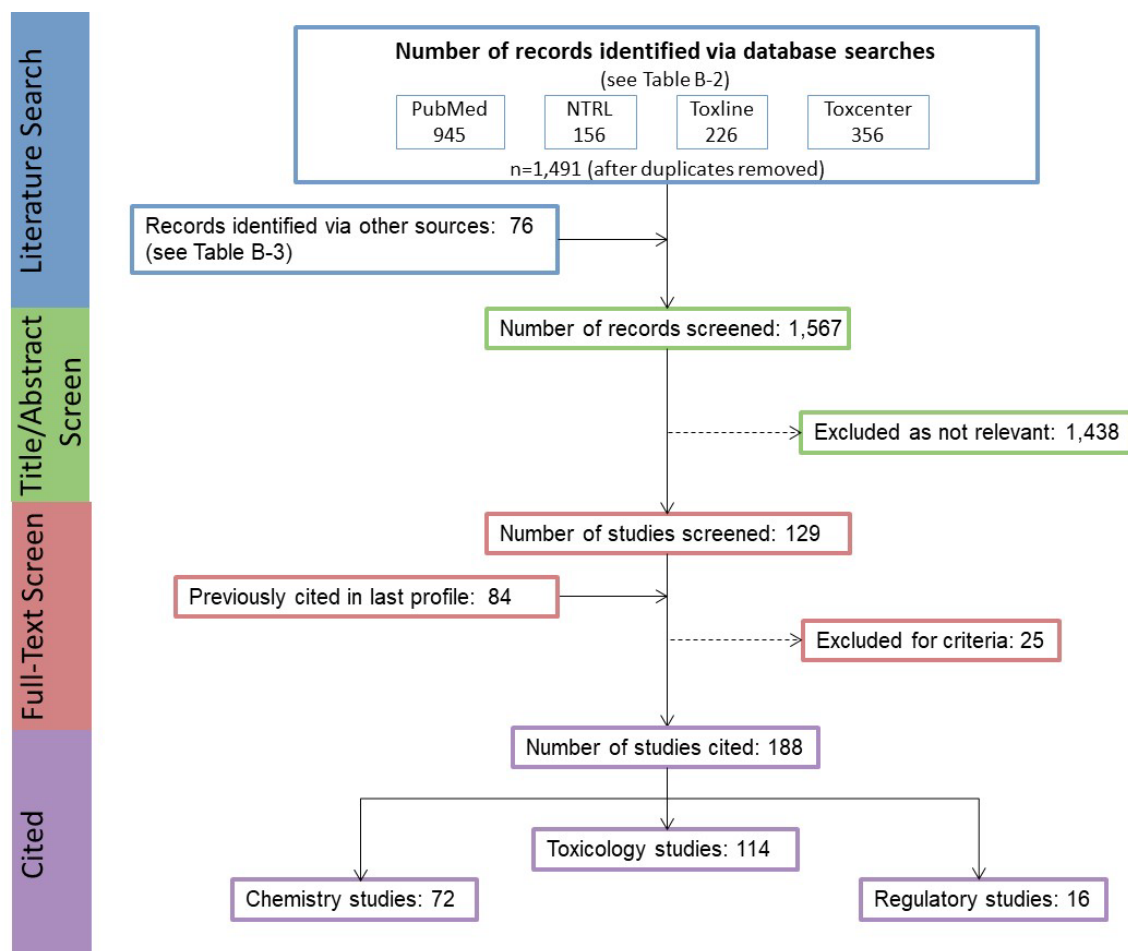 Literature Search
Number of records identified via database searches
(see Table B-2)
PubMed
945
NTRL
156
Toxline
226
Toxcenter
356
n=1,491 (after duplicates removed)
Records identified via other sources: 76
(see Table B-3)
Title/Abstract
Screen
Number of records screened: 1,567
Excluded as not relevant: 1,438
Full-Text Screen
Number of studies screened: 129
Previously cited in last profile: 84
Excluded for criteria: 25
Cited
Number of studies cited: 188
Toxicology studies: 114
Chemistry studies: 72
Regulatory studies: 16